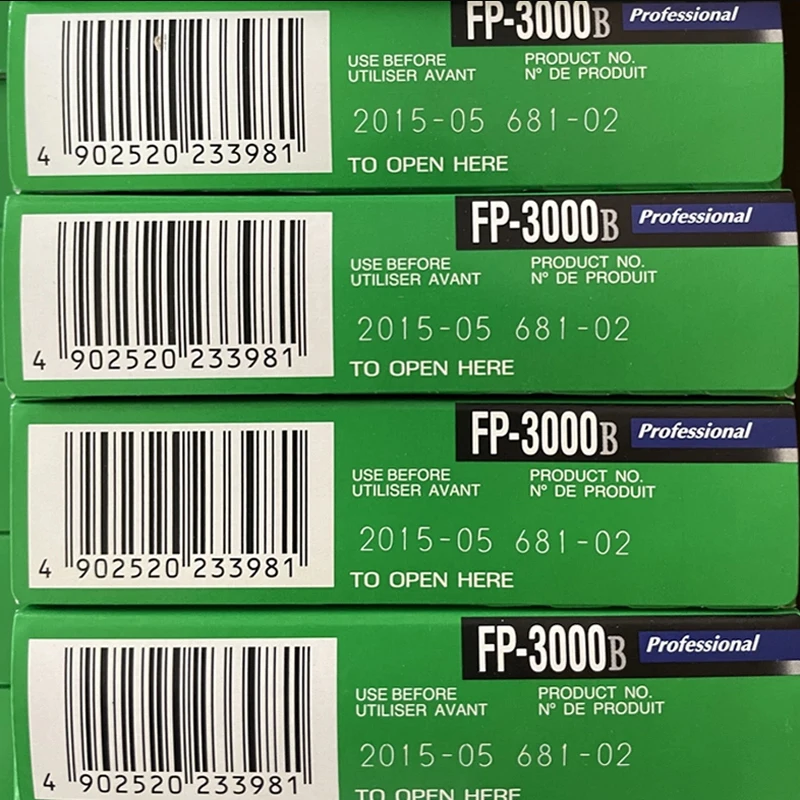 FP-3000B Professional
USE BEFORE PRODUCT NO.
UTILISER AVANT Nº DE PRODUIT
2015-05 681-02
4 902520 233981
TO OPEN HERE
FP-3000B Professional
USE BEFORE PRODUCT NO.
UTILISER AVANT Nº DE PRODUIT
2015-05 681-02
4 902520 233981
TO OPEN HERE
FP-3000B Professional
USE BEFORE PRODUCT NO.
UTILISER AVANT Nº DE PRODUIT
2015-05 681-02
4 902520 233981
TO OPEN HERE
FP-3000B Professional
USE BEFORE PRODUCT NO.
UTILISER AVANT Nº DE PRODUIT
2015-05 681-02
4 902520 233981
TO OPEN HERE